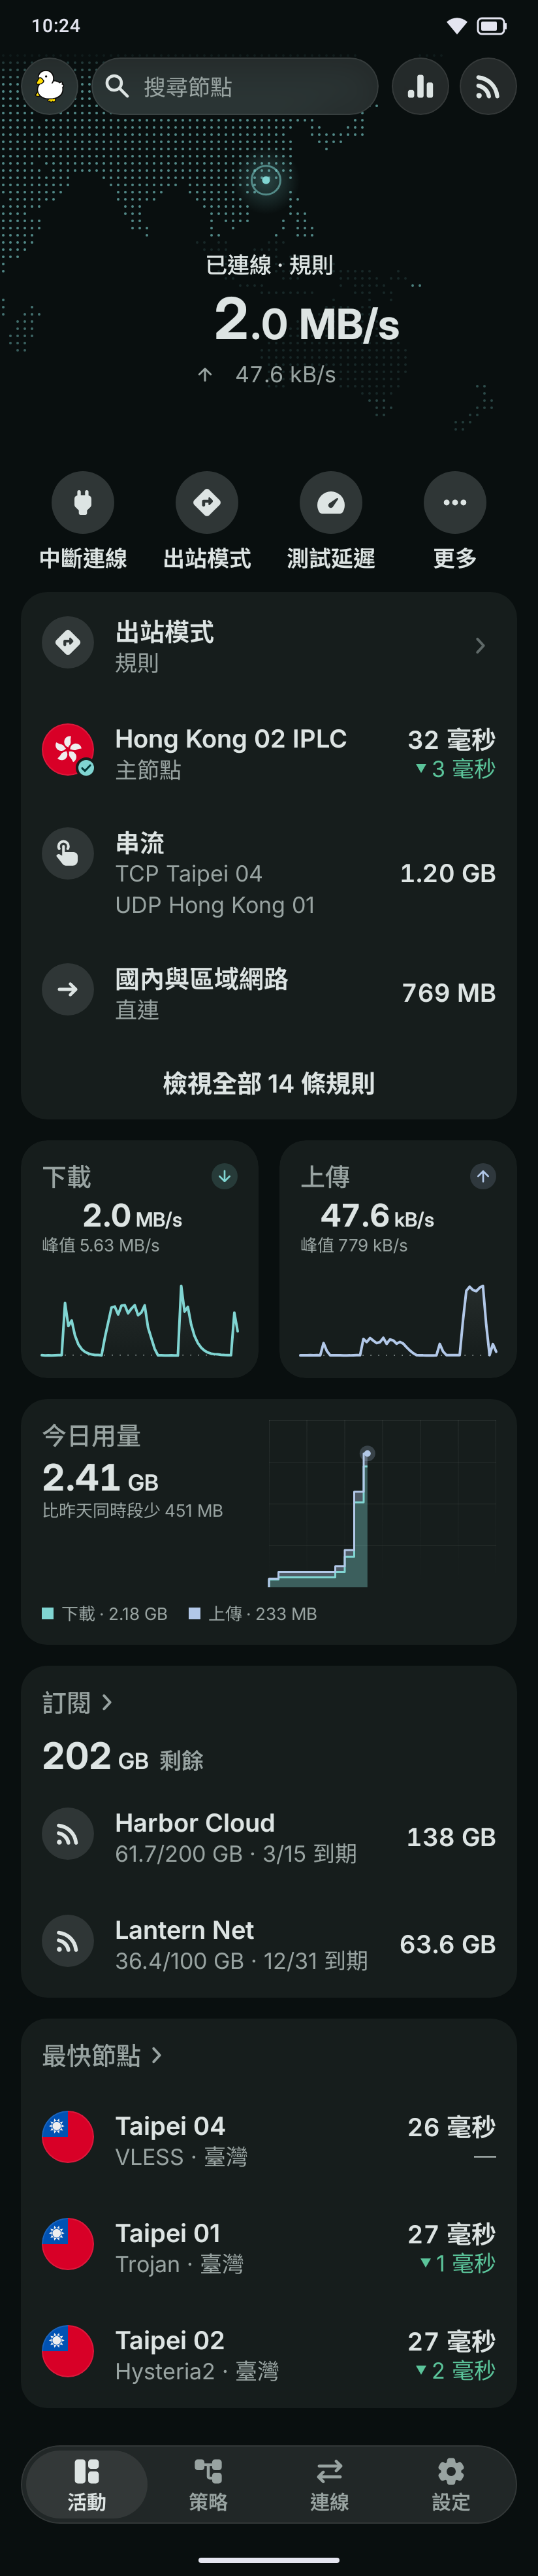 10:24
搜尋節點
已連線 · 規則
2.0 MB/s
↑ 47.6 kB/s
中斷連線 出站模式 測試延遲 更多
出站模式
規則
Hong Kong 02 IPLC 32 毫秒
主節點 ▼3 毫秒
串流
TCP Taipei 04 1.20 GB
UDP Hong Kong 01
國內與區域網路 769 MB
直連
檢視全部 14 條規則
下載
2.0 MB/s
峰值 5.63 MB/s
上傳
47.6 kB/s
峰值 779 kB/s
今日用量
2.41 GB
比昨天同時段少 451 MB
下載 · 2.18 GB 上傳 · 233 MB
訂閱
202 GB 剩餘
Harbor Cloud 138 GB
61.7/200 GB · 3/15 到期
Lantern Net 63.6 GB
36.4/100 GB · 12/31 到期
最快節點
Taipei 04 26 毫秒
VLESS · 臺灣 —
Taipei 01 27 毫秒
Trojan · 臺灣 ▼1 毫秒
Taipei 02 27 毫秒
Hysteria2 · 臺灣 ▼2 毫秒
活動 策略 連線 設定